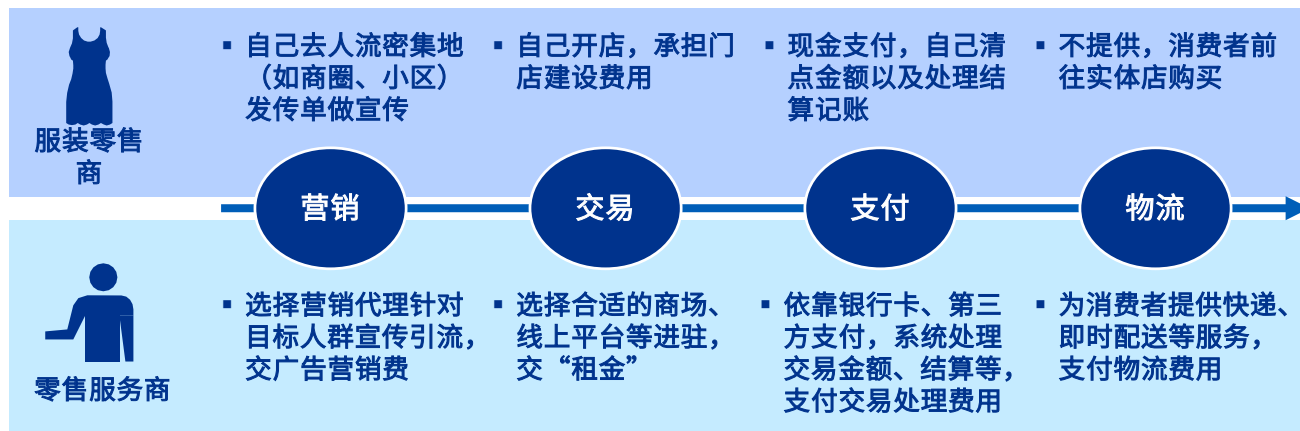 服装零售
商
▪ 自己去人流密集地
（如商圈、小区）
发传单做宣传
▪ 自己开店，承担门
店建设费用
▪ 现金支付，自己清
点金额以及处理结
算记账
▪ 不提供，消费者前
往实体店购买
营销
交易
支付
物流
零售服务商
▪ 选择营销代理针对
目标人群宣传引流，
交广告营销费
▪ 选择合适的商场、
线上平台等进驻，
交“租金”
▪ 依靠银行卡、第三
方支付，系统处理
交易金额、结算等，
支付交易处理费用
▪ 为消费者提供快递、
即时配送等服务，
支付物流费用